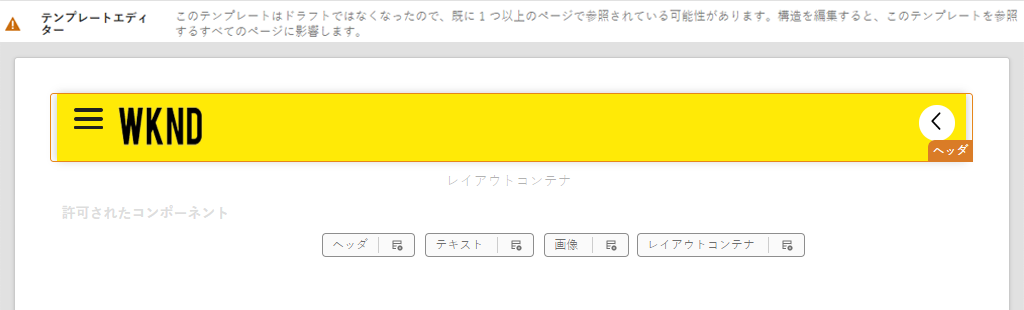 テンプレートエディ
ター
このテンプレートはドラフトではなくなったので、既に 1 つ以上のページで参照されている可能性があります。構造を編集すると、このテンプレートを参照
するすべてのページに影響します。
WKND
ヘッダ
レイアウトコンテナ
許可されたコンポーネント
ヘッダ テキスト 画像 レイアウトコンテナ